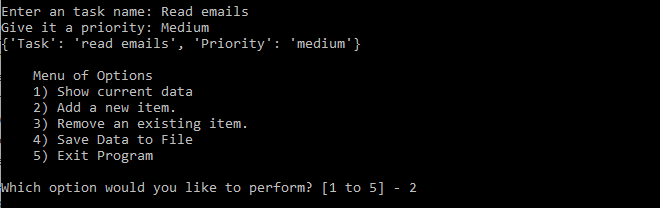 Enter an task name: Read emails
Give it a priority: Medium
{'Task': 'read emails', 'Priority': 'medium'}
Menu of Options
1) Show current data
2) Add a new item.
3) Remove an existing item.
4) Save Data to File
5) Exit Program
Which option would you like to perform? [1 to 5] - 2